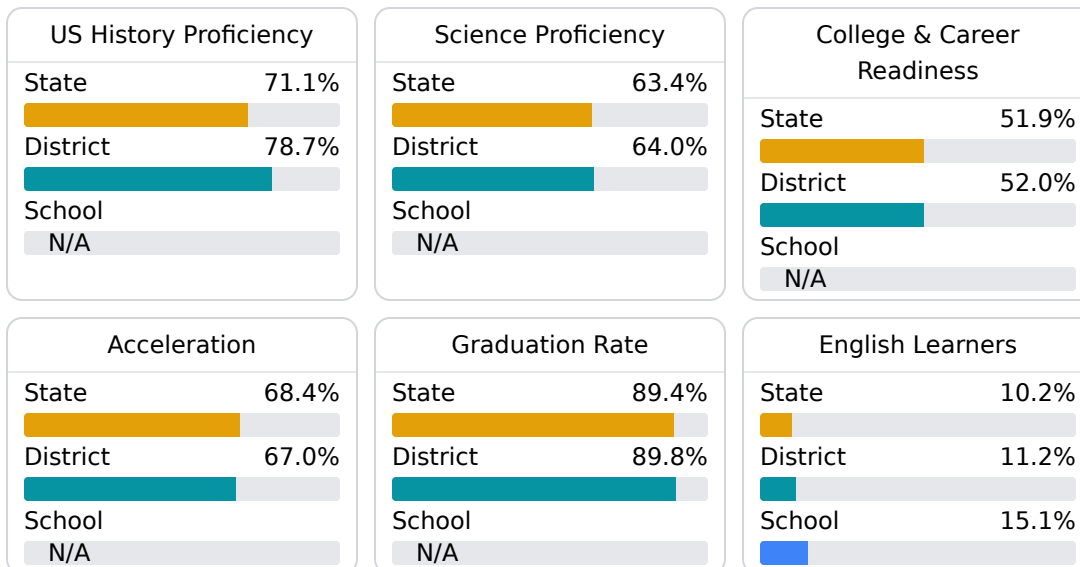 US History Proficiency
State 71.1%
District 78.7%
School
N/A
Science Proficiency
State 63.4%
District 64.0%
School
N/A
College & Career
Readiness
State 51.9%
District 52.0%
School
N/A
Acceleration
State 68.4%
District 67.0%
School
N/A
Graduation Rate
State 89.4%
District 89.8%
School
N/A
English Learners
State 10.2%
District 11.2%
School 15.1%